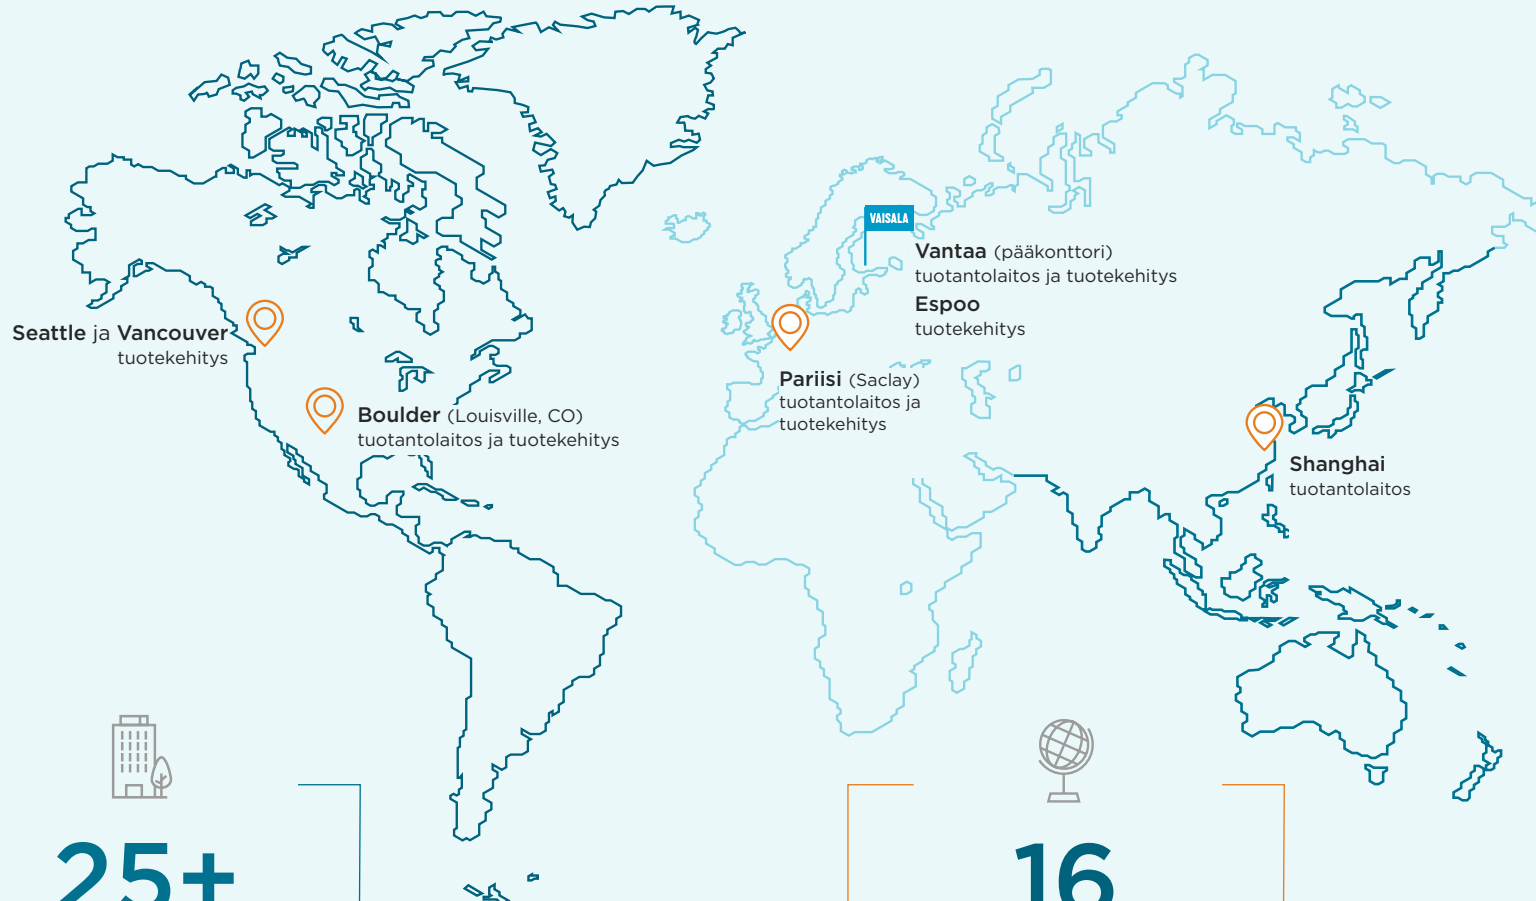 VAISALA
Vantaa (pääkonttori)
tuotantolaitos ja tuotekehitys
Espoo
tuotekehitys
Seattle ja Vancouver
tuotekehitys
Pariisi (Saclay)
tuotantolaitos ja
tuotekehitys
Boulder (Louisville, CO)
tuotantolaitos ja tuotekehitys
Shanghai
tuotantolaitos
25+
16